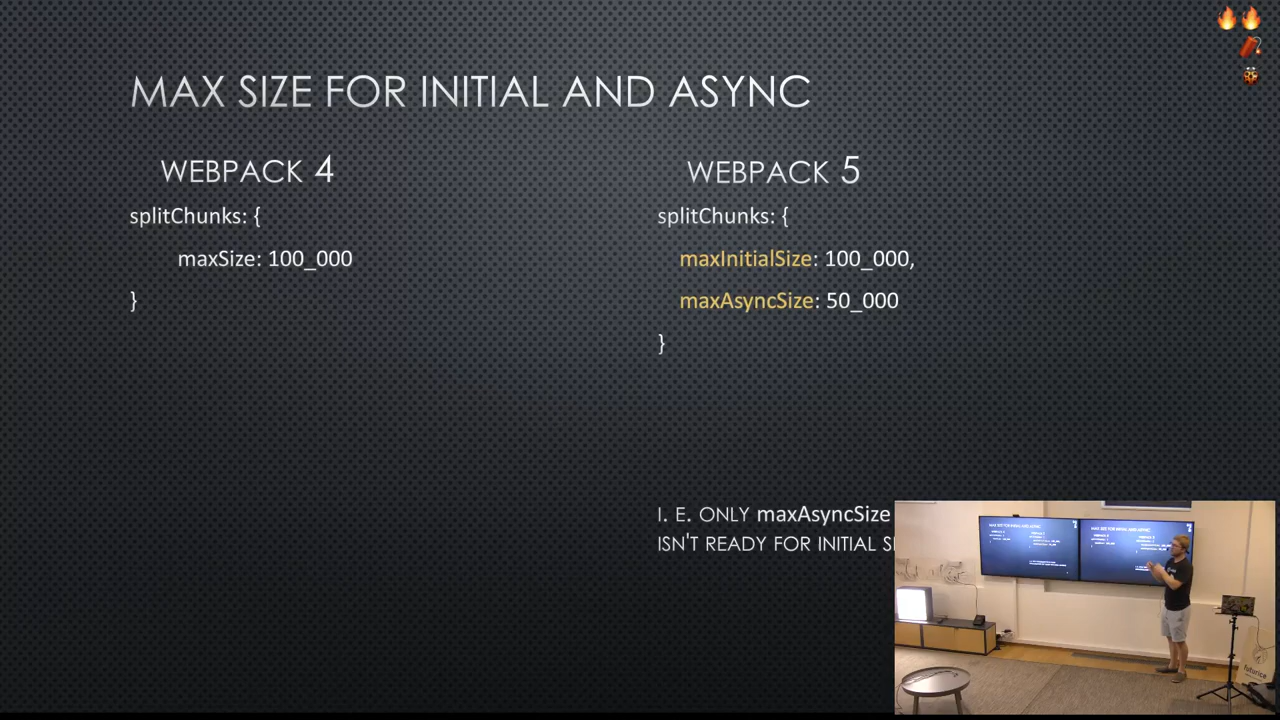 MAX SIZE FOR INITIAL AND ASYNC
WEBPACK 4
splitChunks: {
maxSize: 100_000
}
WEBPACK 5
splitChunks: {
maxInitialSize: 100_000,
maxAsyncSize: 50_000
}
I. E. ONLY maxAsyncSize
ISN'T READY FOR INITIAL
futurice